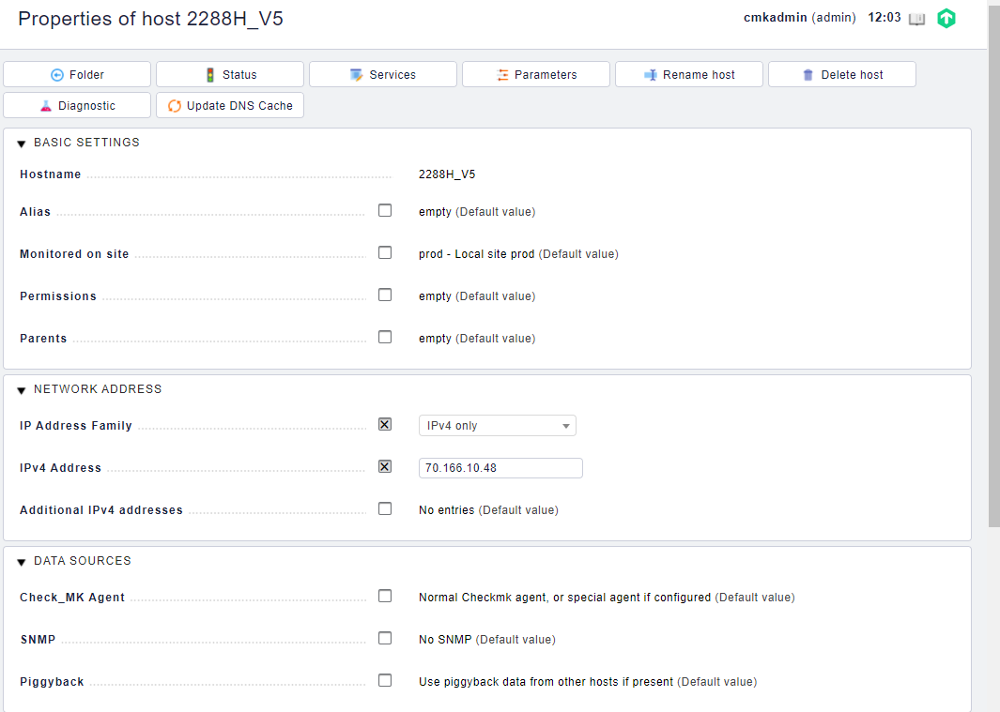 Properties of host 2288H_V5
cmkadmin (admin) 12:03
Folder Status Services Parameters Rename host Delete host
Diagnostic Update DNS Cache
BASIC SETTINGS
Hostname 2288H_V5
Alias empty (Default value)
Monitored on site prod - Local site prod (Default value)
Permissions empty (Default value)
Parents empty (Default value)
NETWORK ADDRESS
IP Address Family IPv4 only
IPv4 Address 70.166.10.48
Additional IPv4 addresses No entries (Default value)
DATA SOURCES
Check_MK Agent Normal Checkmk agent, or special agent if configured (Default value)
SNMP No SNMP (Default value)
Piggyback Use piggyback data from other hosts if present (Default value)